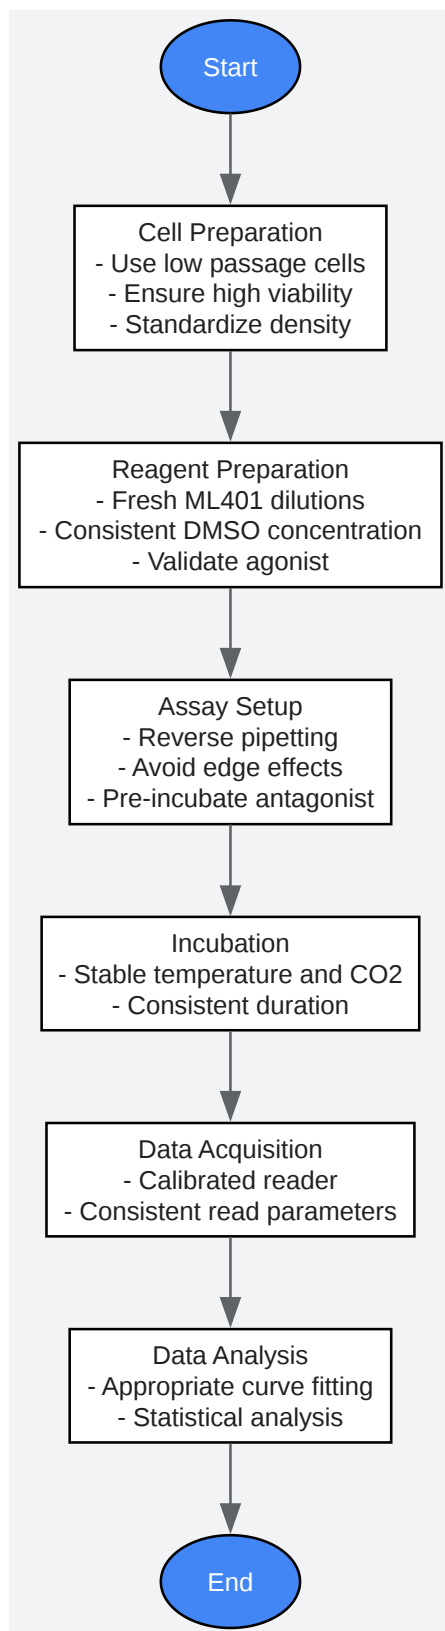 Start
Cell Preparation
- Use low passage cells
- Ensure high viability
- Standardize density
Reagent Preparation
- Fresh ML401 dilutions
- Consistent DMSO concentration
- Validate agonist
Assay Setup
- Reverse pipetting
- Avoid edge effects
- Pre-incubate antagonist
Incubation
- Stable temperature and CO2
- Consistent duration
Data Acquisition
- Calibrated reader
- Consistent read parameters
Data Analysis
- Appropriate curve fitting
- Statistical analysis
End